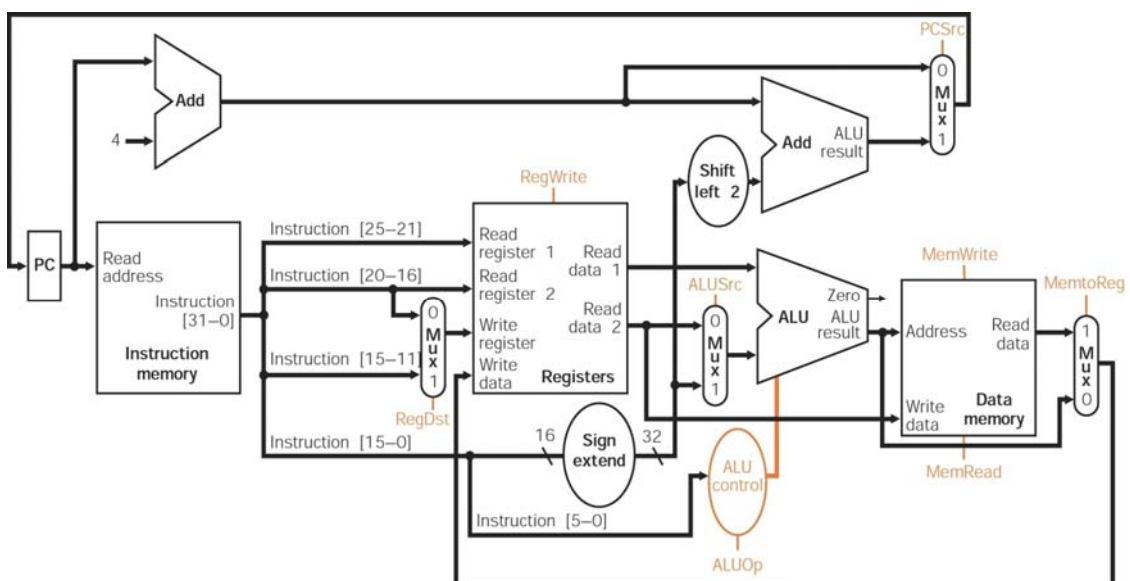 PCSrc
0
Mux
1
Add
4
Add
ALU
result
Shift
left 2
RegWrite
PC
Read
address
Instruction
[31–0]
Instruction
memory
Instruction [25–21]
Instruction [20–16]
Instruction [15–11]
Instruction [15–0]
Instruction [5–0]
0
Mux
1
RegDst
Read
register 1
Read
register 2
Write
register
Write
data
Read
data 1
Read
data 2
Registers
16
Sign
extend
32
ALUSrc
0
Mux
1
Zero
ALU
ALU
result
ALU
control
ALUOp
MemWrite
Address
Read
data
Write
data
Data
memory
MemRead
MemtoReg
1
Mux
0